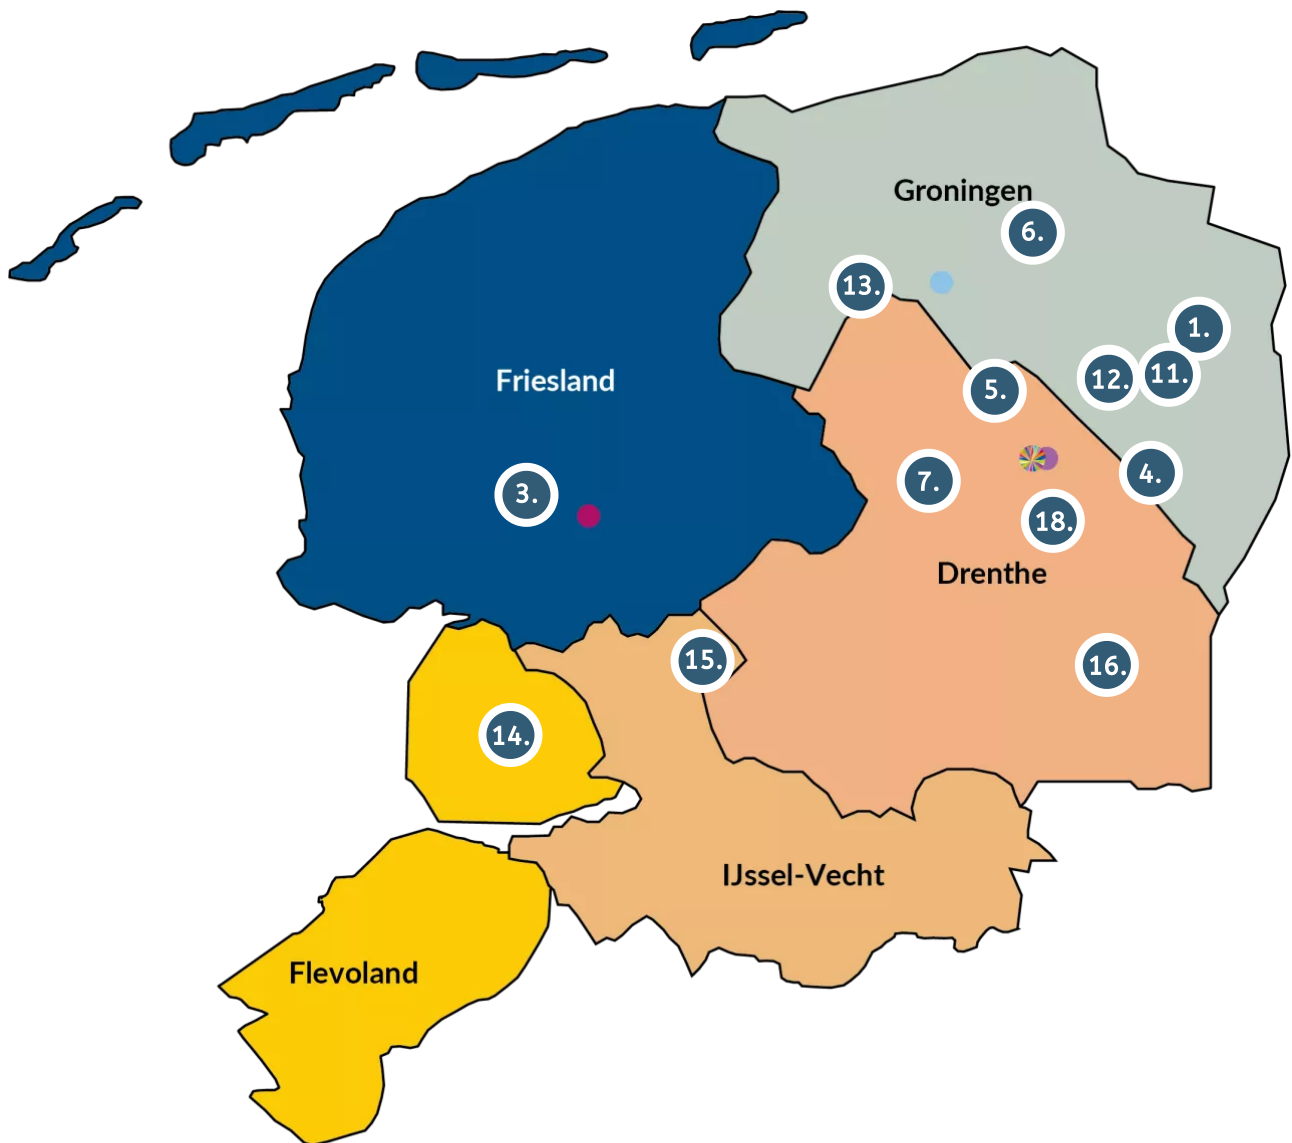 Groningen
6.
13.
1.
12.
11.
Friesland
5.
3.
7.
4.
18.
Drenthe
15.
16.
14.
IJssel-Vecht
Flevoland